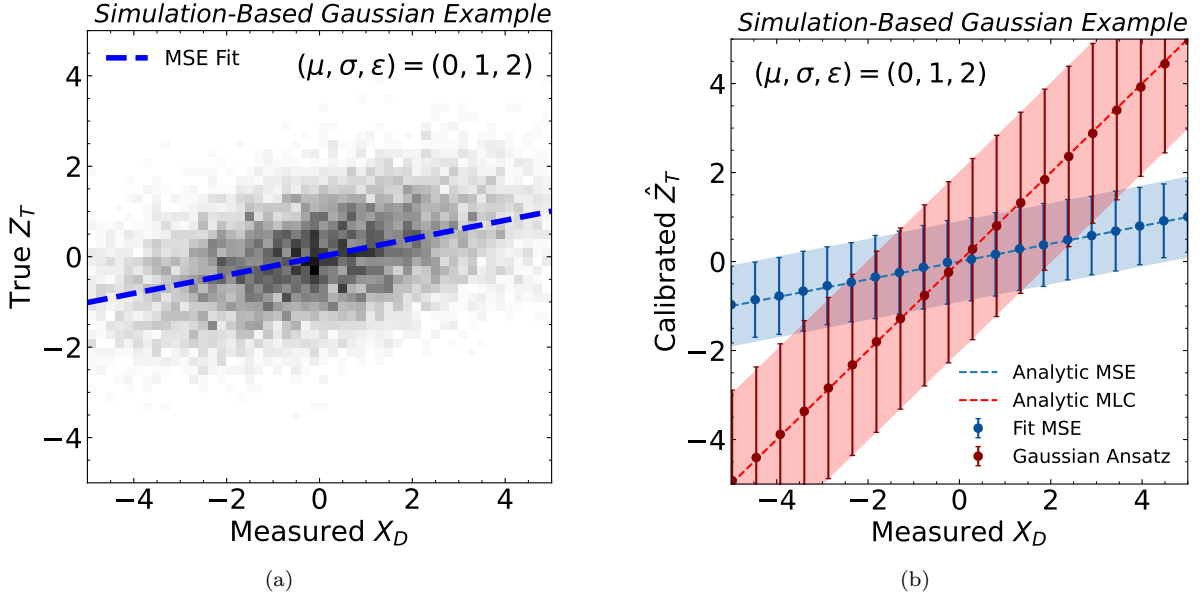 Simulation-Based Gaussian Example
MSE Fit
(μ, σ, ε) = (0, 1, 2)
4
2
0
−2
−4
True Z_T
−4 −2 0 2 4
Measured X_D
(a)
Simulation-Based Gaussian Example
(μ, σ, ε) = (0, 1, 2)
4
2
0
−2
−4
Calibrated Ẑ_T
Analytic MSE
Analytic MLC
Fit MSE
Gaussian Ansatz
−4 −2 0 2 4
Measured X_D
(b)